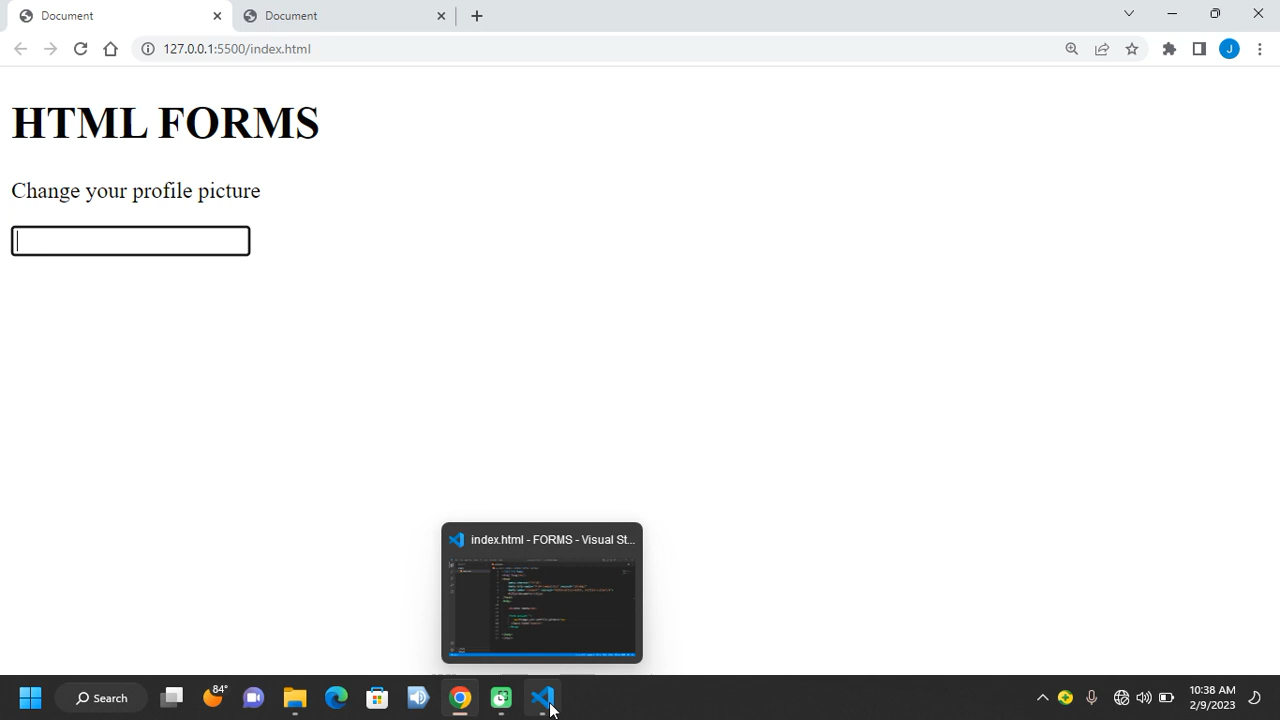 Document
Document
127.0.0.1:5500/index.html
J
HTML FORMS
Change your profile picture
index.html - FORMS - Visual St...
Search
84°
10:38 AM
2/9/2023